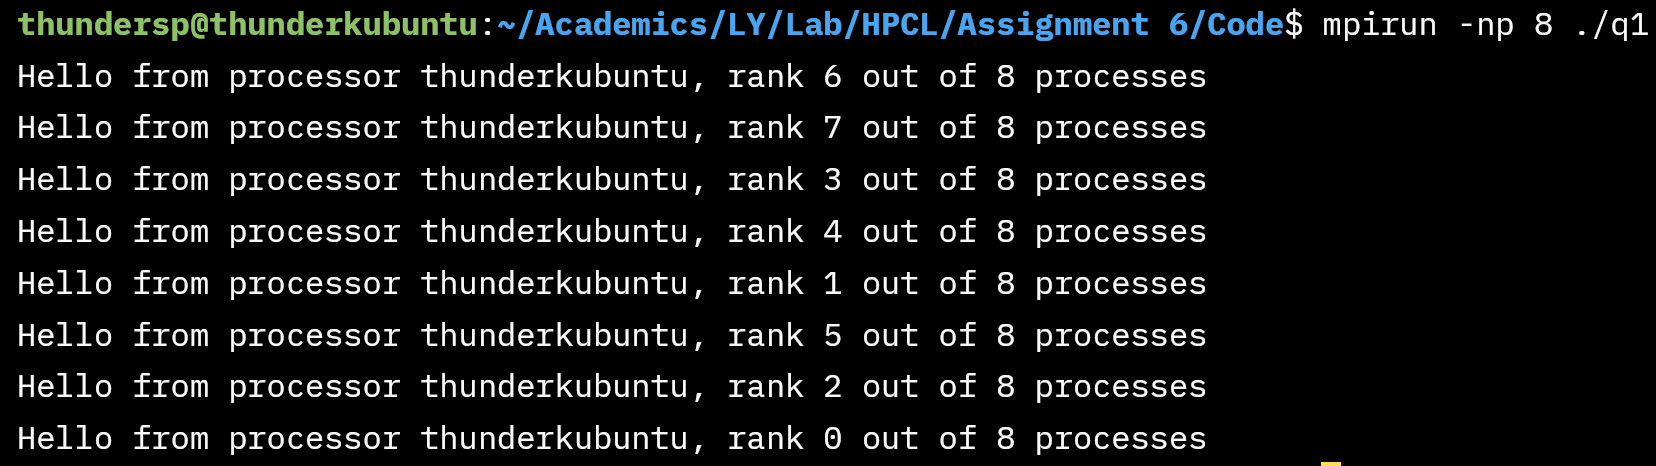 thundersp@thunderkubuntu:~/Academics/LY/Lab/HPCL/Assignment 6/Code$ mpirun -np 8 ./q1
Hello from processor thunderkubuntu, rank 6 out of 8 processes
Hello from processor thunderkubuntu, rank 7 out of 8 processes
Hello from processor thunderkubuntu, rank 3 out of 8 processes
Hello from processor thunderkubuntu, rank 4 out of 8 processes
Hello from processor thunderkubuntu, rank 1 out of 8 processes
Hello from processor thunderkubuntu, rank 5 out of 8 processes
Hello from processor thunderkubuntu, rank 2 out of 8 processes
Hello from processor thunderkubuntu, rank 0 out of 8 processes